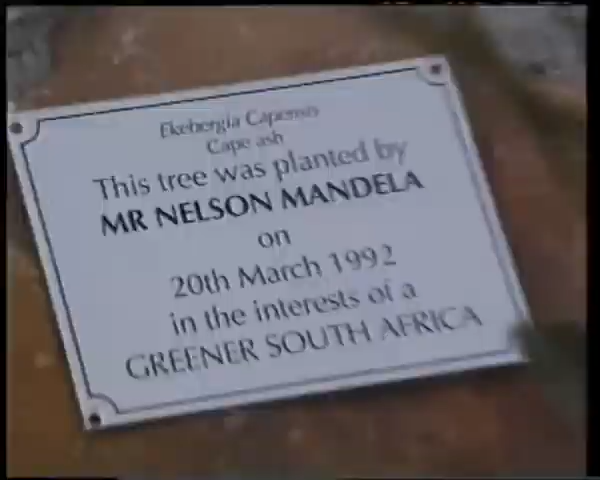 Ekebergia Capensis
Cape ash
This tree was planted by
MR NELSON MANDELA
on
20th March 1992
in the interests of a
GREENER SOUTH AFRICA